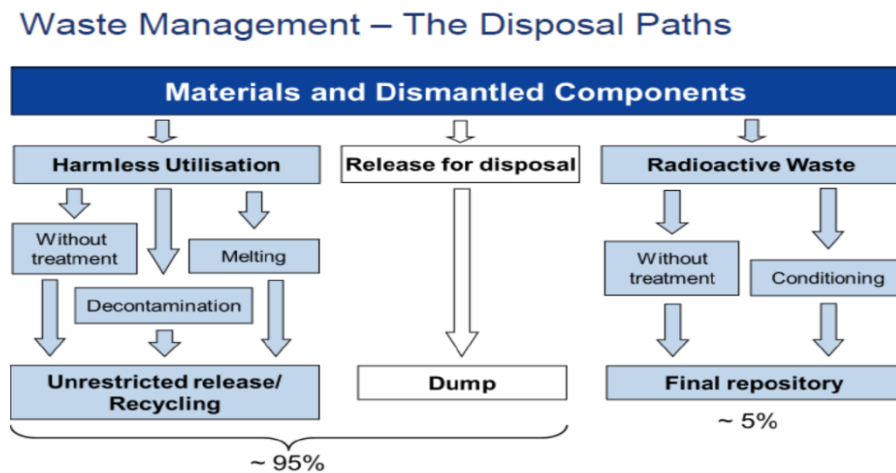 Waste Management – The Disposal Paths
Materials and Dismantled Components
Harmless Utilisation
Release for disposal
Radioactive Waste
Without
treatment
Melting
Decontamination
Without
treatment
Conditioning
Unrestricted release/
Recycling
Dump
Final repository
~ 5%
~ 95%